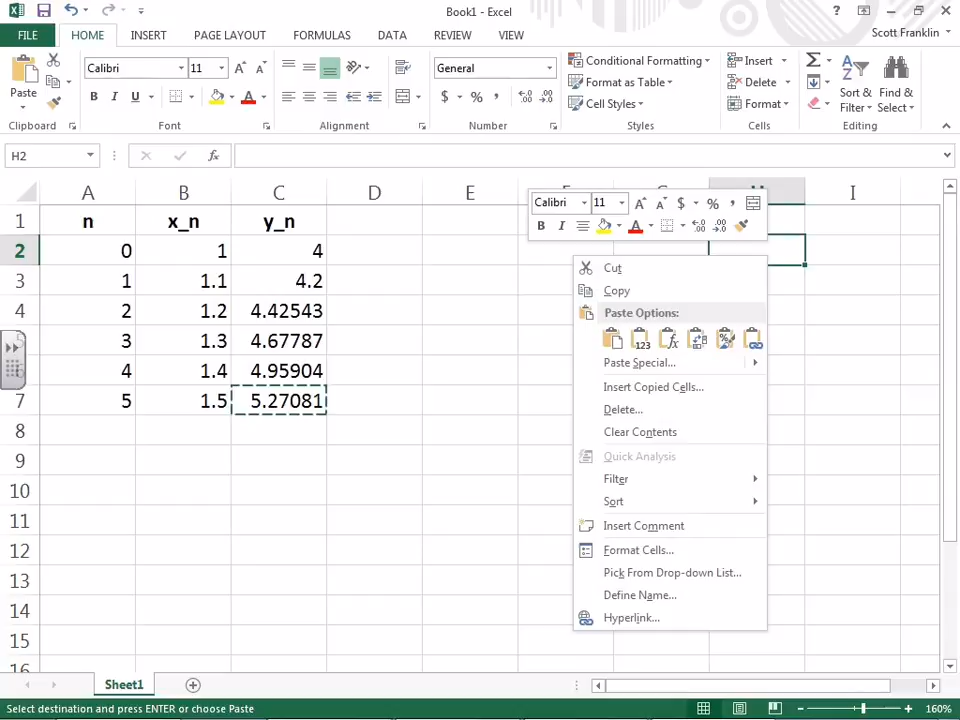 Book1 - Excel
?
FILE HOME INSERT PAGE LAYOUT FORMULAS DATA REVIEW VIEW
Scott Franklin
Paste
Calibri 11
B I U
General
$ % ,
Conditional Formatting
Format as Table
Cell Styles
Insert
Delete
Format
Sort & Filter
Find & Select
Clipboard Font Alignment Number Styles Cells Editing
H2
fx
A B C D E I
1 n x_n y_n
2 0 1 4
3 1 1.1 4.2
4 2 1.2 4.42543
3 1.3 4.67787
4 1.4 4.95904
7 5 1.5 5.27081
8
9
10
11
12
13
14
15
16
Calibri 11 $ % ,
B I
Cut
Copy
Paste Options:
123 fx %
Paste Special...
Insert Copied Cells...
Delete...
Clear Contents
Quick Analysis
Filter
Sort
Insert Comment
Format Cells...
Pick From Drop-down List...
Define Name...
Hyperlink...
Sheet1
Select destination and press ENTER or choose Paste
160%